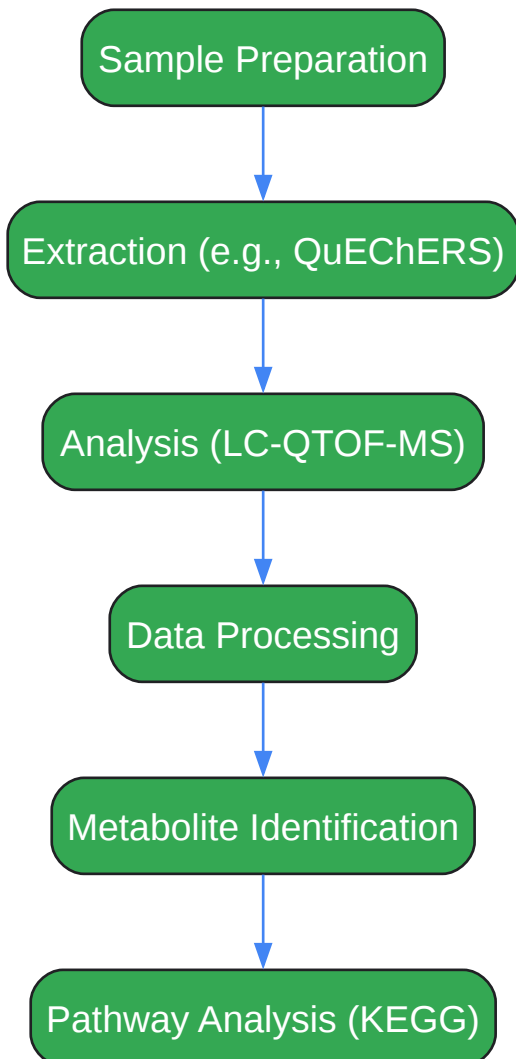 Sample Preparation
Extraction (e.g., QuEChERS)
Analysis (LC-QTOF-MS)
Data Processing
Metabolite Identification
Pathway Analysis (KEGG)